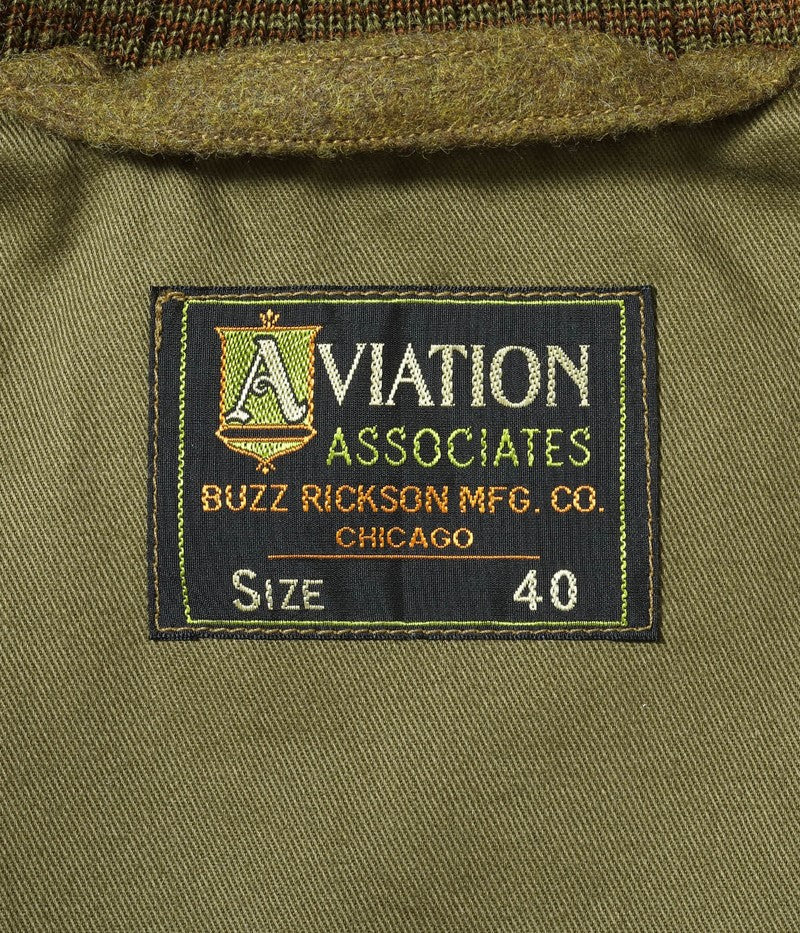 AVIATION
ASSOCIATES
BUZZ RICKSON MFG. CO.
CHICAGO
SIZE 40